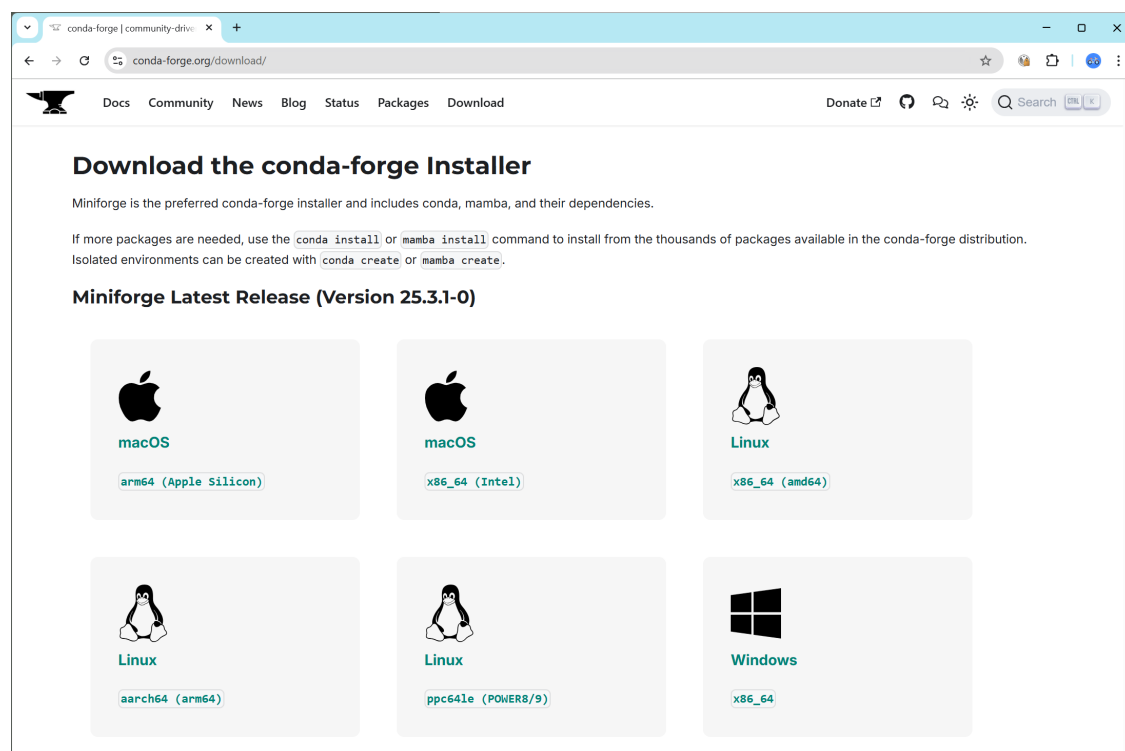 conda-forge | community-drive
conda-forge.org/download/
Docs Community News Blog Status Packages Download Donate Search CTRL K
Download the conda-forge Installer
Miniforge is the preferred conda-forge installer and includes conda, mamba, and their dependencies.
If more packages are needed, use the conda install or mamba install command to install from the thousands of packages available in the conda-forge distribution.
Isolated environments can be created with conda create or mamba create.
Miniforge Latest Release (Version 25.3.1-0)
macOS
arm64 (Apple Silicon)
macOS
x86_64 (Intel)
Linux
x86_64 (amd64)
Linux
aarch64 (arm64)
Linux
ppc64le (POWER8/9)
Windows
x86_64